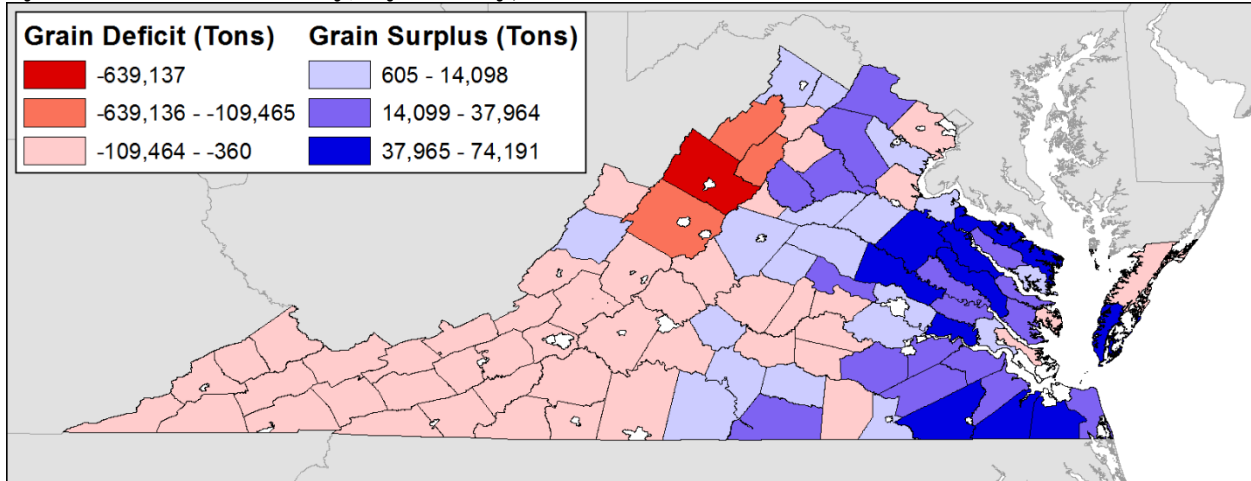 Grain Deficit (Tons) Grain Surplus (Tons)
-639,137 605 - 14,098
-639,136 - -109,465 14,099 - 37,964
-109,464 - -360 37,965 - 74,191